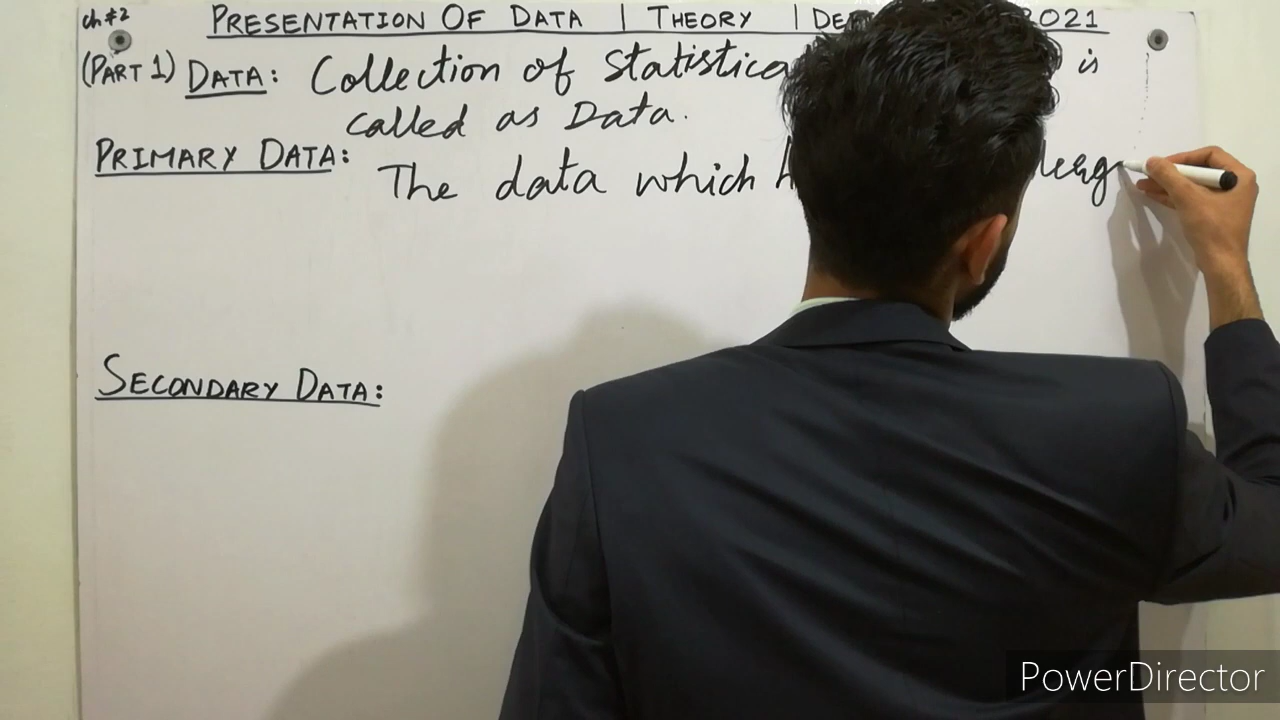 ch #2
PRESENTATION OF DATA | THEORY | 2021
(PART 1) DATA: Collection of Statistica is
called as Data.
PRIMARY DATA: The data which
SECONDARY DATA:
PowerDirector